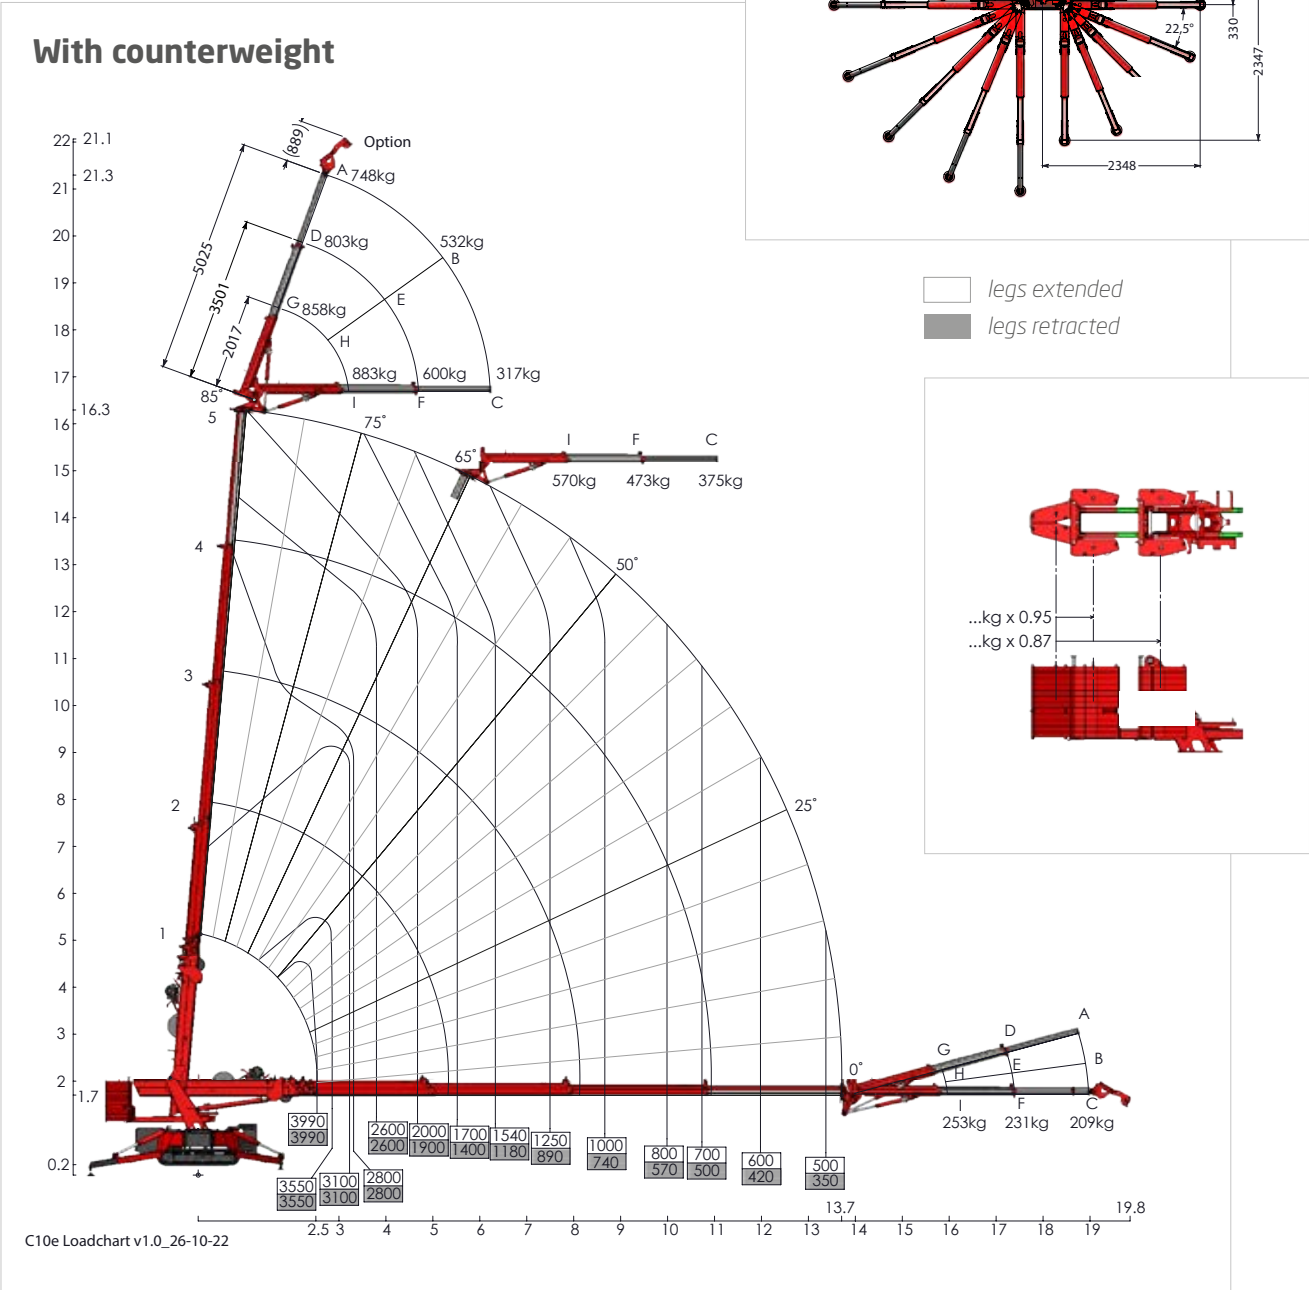 With counterweight
22,5°
330
2347
2348
legs extended
legs retracted
22 21.1
21.3
21
20
19
18
17
16.3
16
15
14
13
12
11
10
9
8
7
6
5
4
3
2
1.7
0.2
(889)
Option
A 748kg
5025
3501
2017
D 803kg
532kg
B
G 858kg
E
H
883kg 600kg 317kg
I F C
85°
5
75°
65°
I F C
570kg 473kg 375kg
4
50°
3
2
25°
1
...kg x 0.95
...kg x 0.87
0°
A
D
G
B
E
H
I F C
253kg 231kg 209kg
3990
3990
2600
2600
2000
1900
1700
1400
1540
1180
1250
890
1000
740
800
570
700
500
600
420
500
350
3550
3550
3100
3100
2800
2800
13.7 19.8
2.5 3 4 5 6 7 8 9 10 11 12 13 14 15 16 17 18 19
C10e Loadchart v1.0_26-10-22